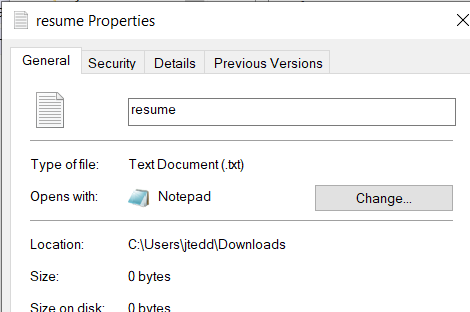 resume Properties
General Security Details Previous Versions
resume
Type of file: Text Document (.txt)
Opens with: Notepad Change...
Location: C:\Users\jtedd\Downloads
Size: 0 bytes
Size on disk: 0 bytes